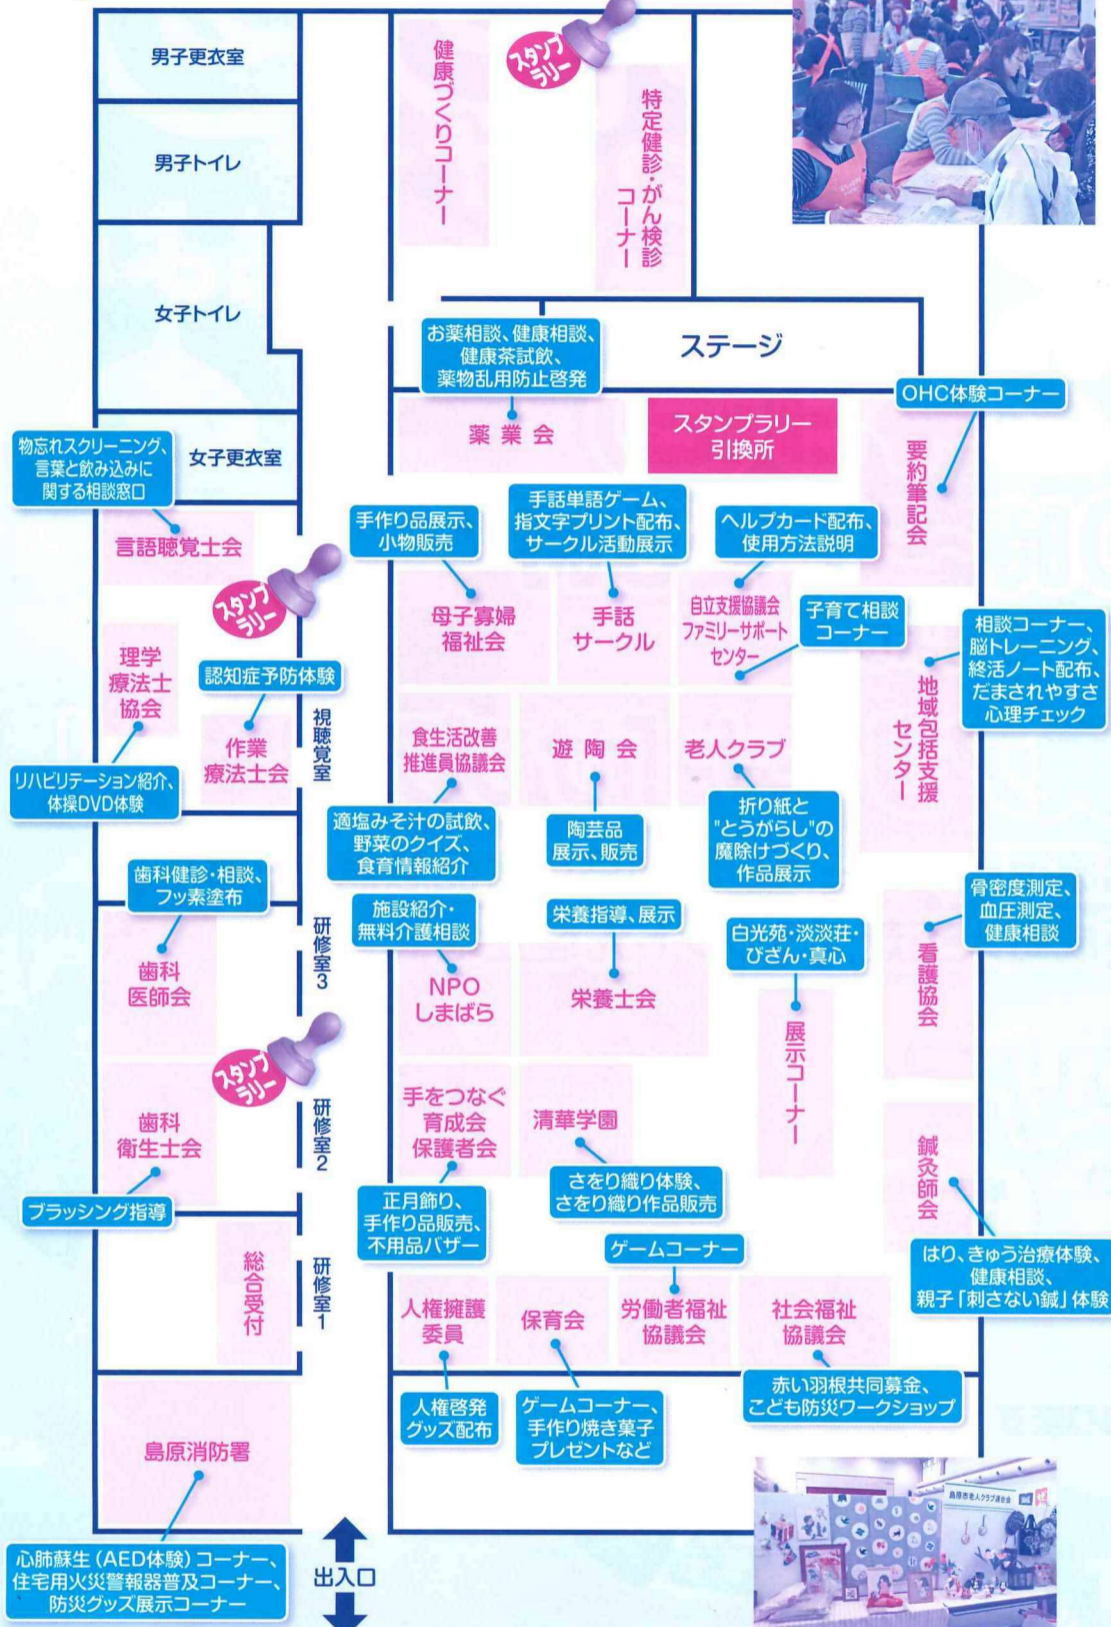 男子更衣室
男子トイレ
女子トイレ
女子更衣室
健康づくりコーナー
スタンプ
ラリー
特定健診・がん検診
コーナー
ステージ
お薬相談、健康相談、
健康茶試飲、
薬物乱用防止啓発
薬業会
スタンプラリー
引換所
OHC体験コーナー
要約筆記会
物忘れスクリーニング、
言葉と飲み込みに
関する相談窓口
言語聴覚士会
スタンプ
ラリー
手作り品展示、
小物販売
母子寡婦
福祉会
手話単語ゲーム、
指文字プリント配布、
サークル活動展示
手話
サークル
ヘルプカード配布、
使用方法説明
自立支援協議会
ファミリーサポート
センター
子育て相談
コーナー
相談コーナー、
脳トレーニング、
終活ノート配布、
だまされやすさ
心理チェック
地域包括支援
センター
理学
療法士
協会
認知症予防体験
作業
療法士会
視聴覚室
リハビリテーション紹介、
体操DVD体験
食生活改善
推進員協議会
適塩みそ汁の試飲、
野菜のクイズ、
食育情報紹介
遊陶会
陶芸品
展示、販売
老人クラブ
折り紙と
"とうがらし"の
魔除けづくり、
作品展示
歯科健診・相談、
フッ素塗布
歯科
医師会
研修室3
施設紹介・
無料介護相談
NPO
しまばら
栄養指導、展示
栄養士会
白光苑・淡淡荘・
びざん・真心
展示コーナー
骨密度測定、
血圧測定、
健康相談
看護協会
スタンプ
ラリー
歯科
衛生士会
研修室2
ブラッシング指導
手をつなぐ
育成会
保護者会
正月飾り、
手作り品販売、
不用品バザー
清華学園
さをり織り体験、
さをり織り作品販売
鍼灸師会
はり、きゅう治療体験、
健康相談、
親子「刺さない鍼」体験
総合受付
研修室1
人権擁護
委員
人権啓発
グッズ配布
保育会
ゲームコーナー、
手作り焼き菓子
プレゼントなど
ゲームコーナー
労働者福祉
協議会
社会福祉
協議会
赤い羽根共同募金、
こども防災ワークショップ
島原消防署
心肺蘇生(AED体験)コーナー、
住宅用火災警報器普及コーナー、
防災グッズ展示コーナー
出入口
島原市老人クラブ連合会